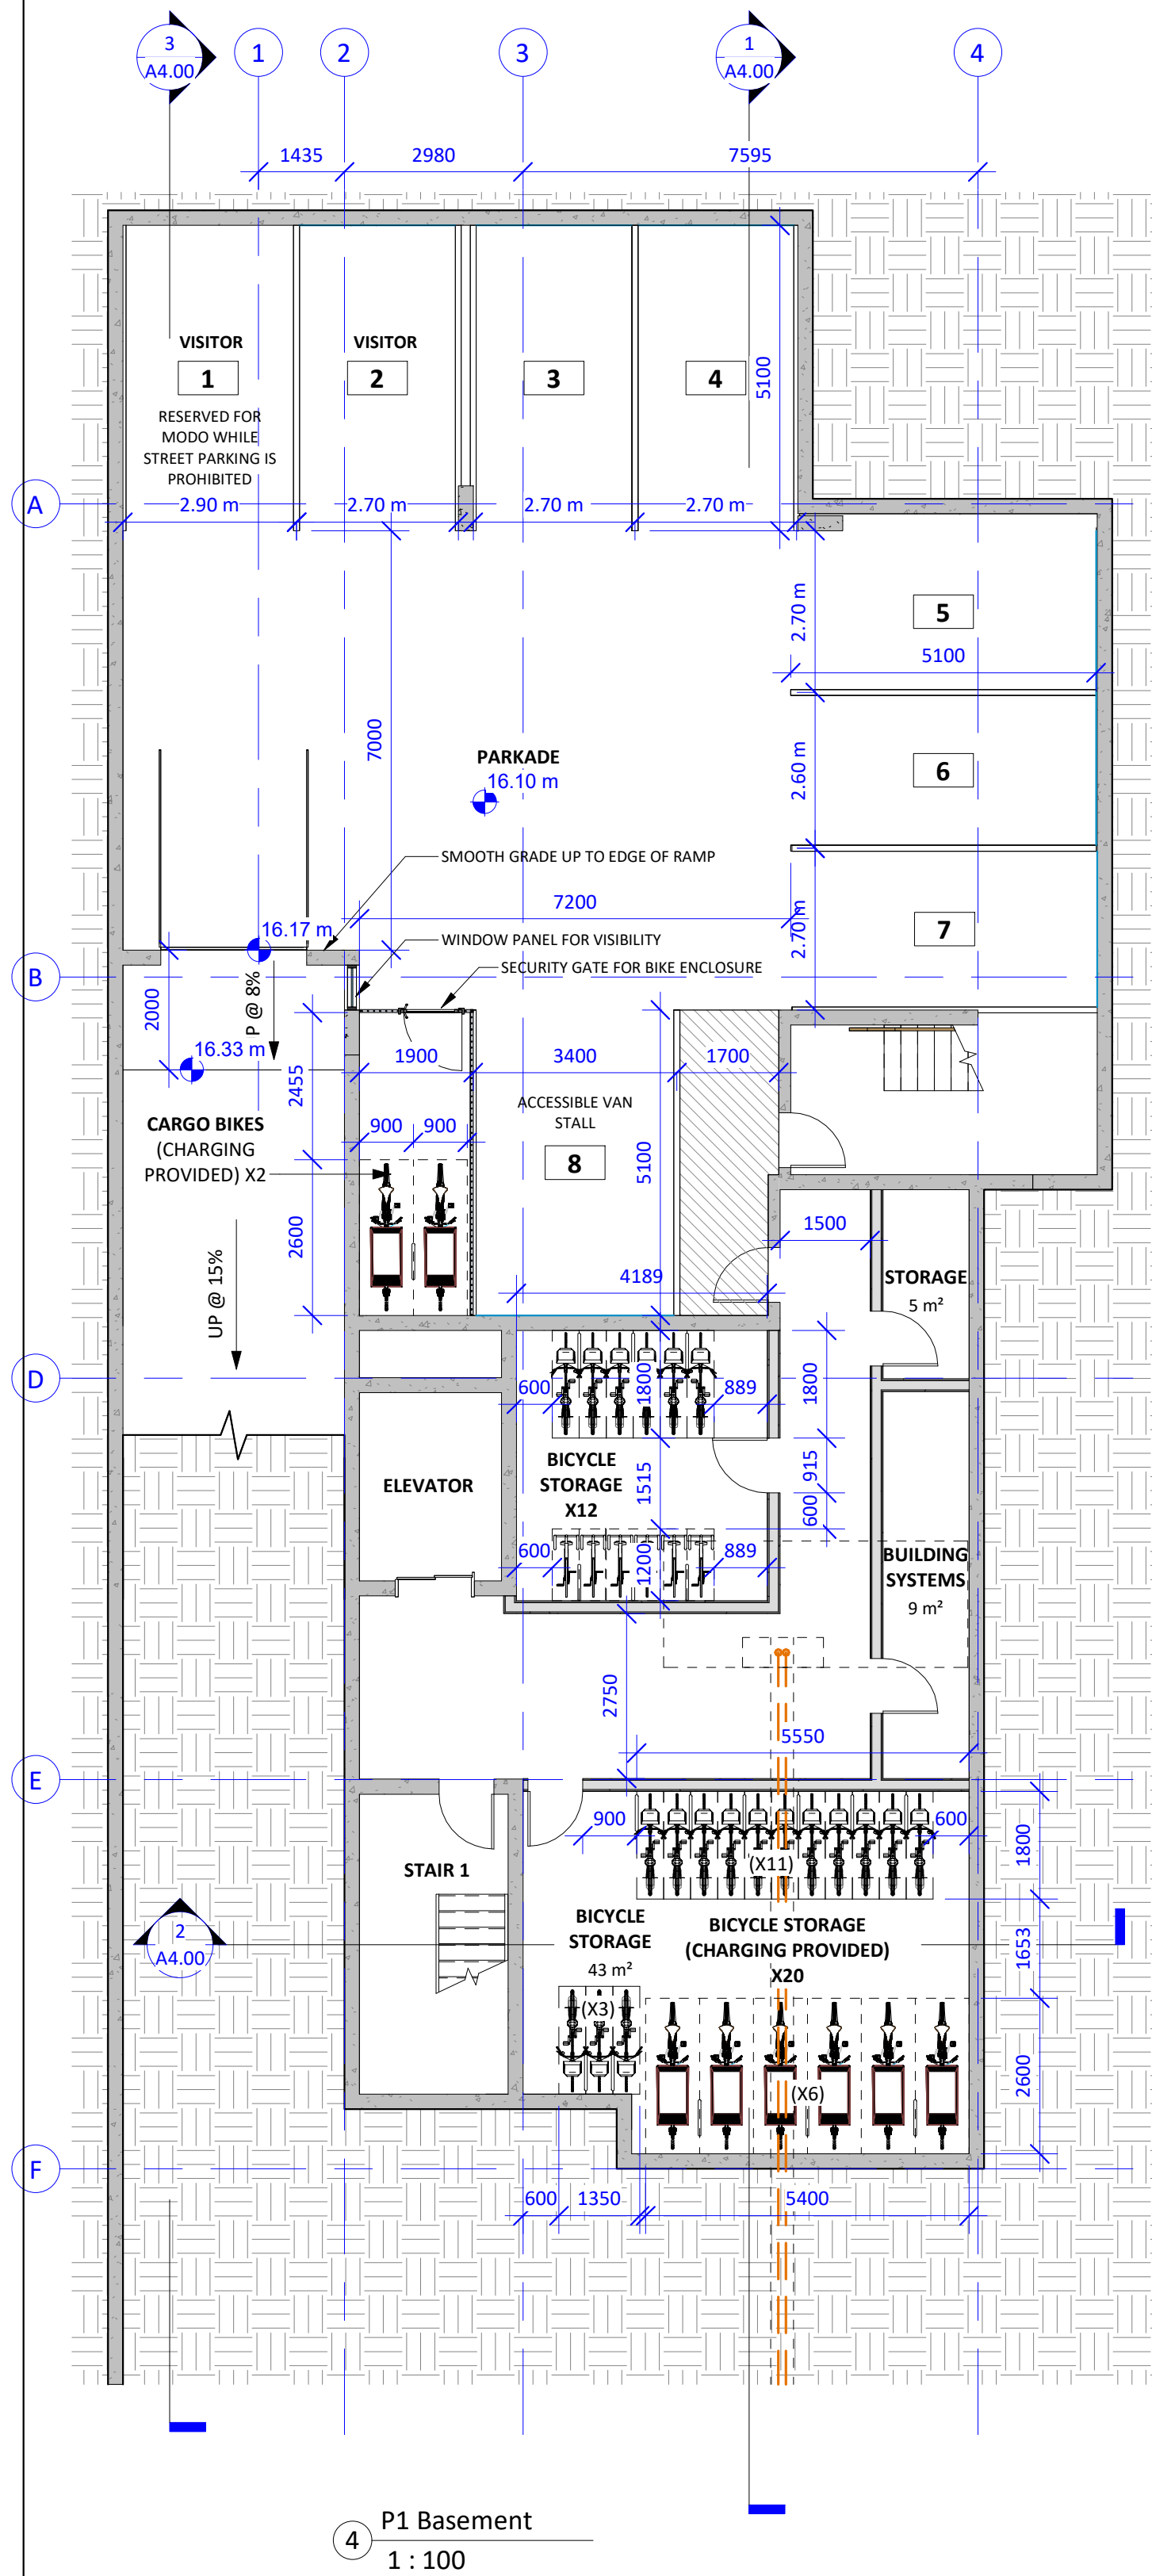 3
A4.00
1
2
3
1
A4.00
4
1435
2980
7595
VISITOR
1
RESERVED FOR
MODO WHILE
STREET PARKING IS
PROHIBITED
VISITOR
2
3
4
5100
A
2.90 m
2.70 m
2.70 m
2.70 m
5
2.70 m
5100
7000
PARKADE
16.10 m
6
2.60 m
SMOOTH GRADE UP TO EDGE OF RAMP
7200
7
2.70 m
16.17 m
WINDOW PANEL FOR VISIBILITY
SECURITY GATE FOR BIKE ENCLOSURE
B
2000
P @ 8%
16.33 m
2455
1900
3400
1700
CARGO BIKES
(CHARGING
PROVIDED) X2
900
900
ACCESSIBLE VAN
STALL
8
5100
2600
UP @ 15%
1500
4189
STORAGE
5 m²
D
600
1800
889
1800
ELEVATOR
BICYCLE
STORAGE
X12
1515
915
600
600
1200
889
BUILDING
SYSTEMS
9 m²
2750
5550
E
900
600
(X11)
1800
STAIR 1
2
A4.00
BICYCLE
STORAGE
43 m²
BICYCLE STORAGE
(CHARGING PROVIDED)
X20
1653
(X3)
(X6)
2600
F
600
1350
5400
4
P1 Basement
1 : 100